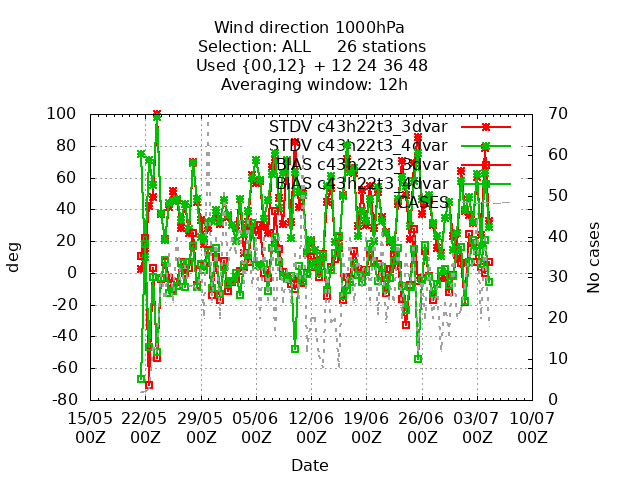 Wind direction 1000hPa
Selection: ALL     26 stations
Used {00,12} + 12 24 36 48
Averaging window: 12h
STDV c43h22t3_3dvar
STDV c43h22t3_4dvar
BIAS c43h22t3_3dvar
BIAS c43h22t3_4dvar
CASES
100
80
60
40
20
0
-20
-40
-60
-80
deg
70
60
50
40
30
20
10
0
No cases
15/05 22/05 29/05 05/06 12/06 19/06 26/06 03/07 10/07
00Z 00Z 00Z 00Z 00Z 00Z 00Z 00Z 00Z
Date